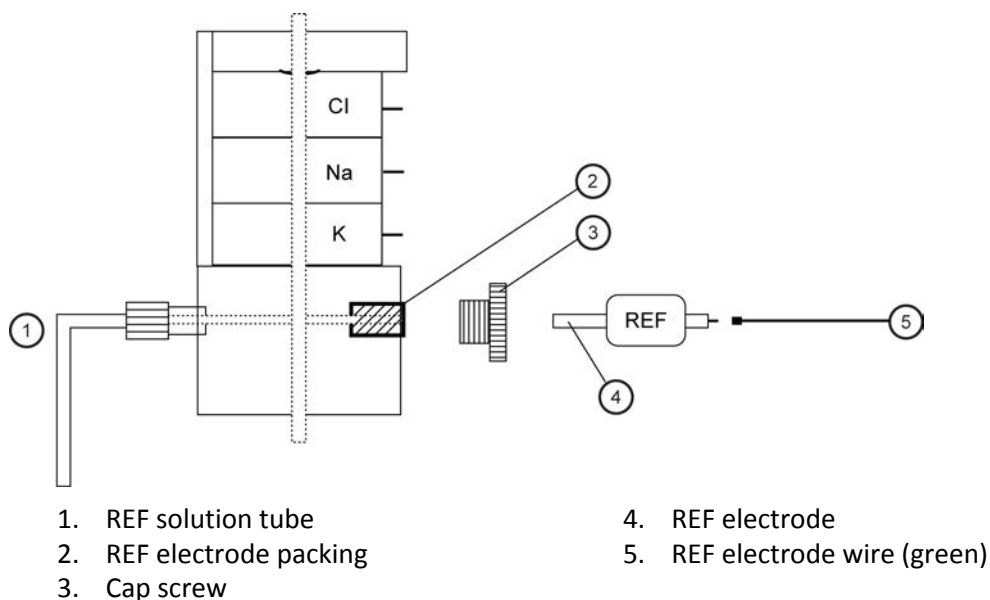 Cl
Na
K
2
3
1
REF
5
4
1. REF solution tube
2. REF electrode packing
3. Cap screw
4. REF electrode
5. REF electrode wire (green)